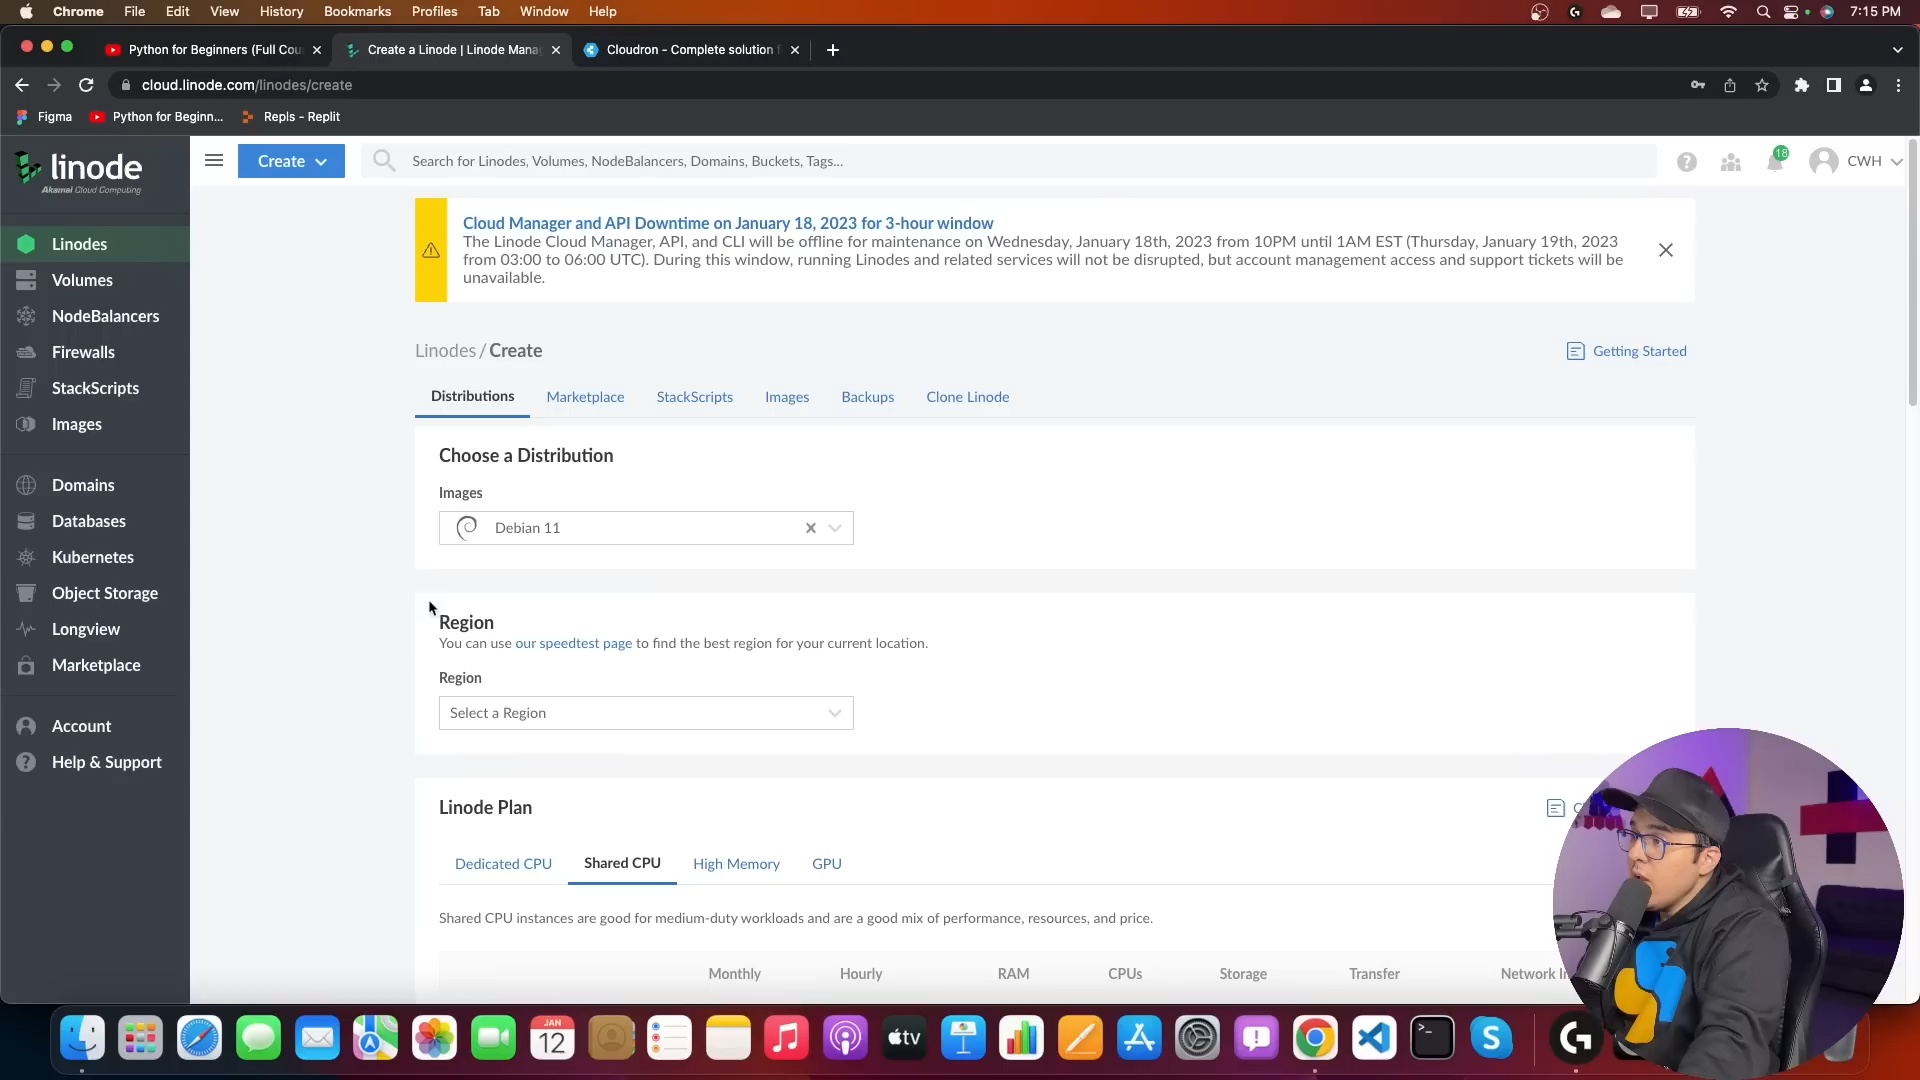 Chrome File Edit View History Bookmarks Profiles Tab Window Help 7:15 PM
Python for Beginners (Full Cou Create a Linode | Linode Mana Cloudron - Complete solution f
cloud.linode.com/linodes/create
Figma Python for Beginn... Repls - Replit
linode
Akamai Cloud Computing
Create
Search for Linodes, Volumes, NodeBalancers, Domains, Buckets, Tags...
18
CWH
Linodes
Volumes
NodeBalancers
Firewalls
StackScripts
Images
Domains
Databases
Kubernetes
Object Storage
Longview
Marketplace
Account
Help & Support
Cloud Manager and API Downtime on January 18, 2023 for 3-hour window
The Linode Cloud Manager, API, and CLI will be offline for maintenance on Wednesday, January 18th, 2023 from 10PM until 1AM EST (Thursday, January 19th, 2023
from 03:00 to 06:00 UTC). During this window, running Linodes and related services will not be disrupted, but account management access and support tickets will be
unavailable.
Linodes / Create
Getting Started
Distributions Marketplace StackScripts Images Backups Clone Linode
Choose a Distribution
Images
Debian 11
Region
You can use our speedtest page to find the best region for your current location.
Region
Select a Region
Linode Plan
Dedicated CPU Shared CPU High Memory GPU
Shared CPU instances are good for medium-duty workloads and are a good mix of performance, resources, and price.
Monthly Hourly RAM CPUs Storage Transfer Network In
JAN
12
tv